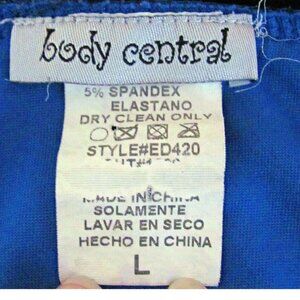 body central
5% SPANDEX
ELASTANO
DRY CLEAN ONLY
STYLE#ED420
MADE IN CHINA
SOLAMENTE
LAVAR EN SECO
HECHO EN CHINA
L